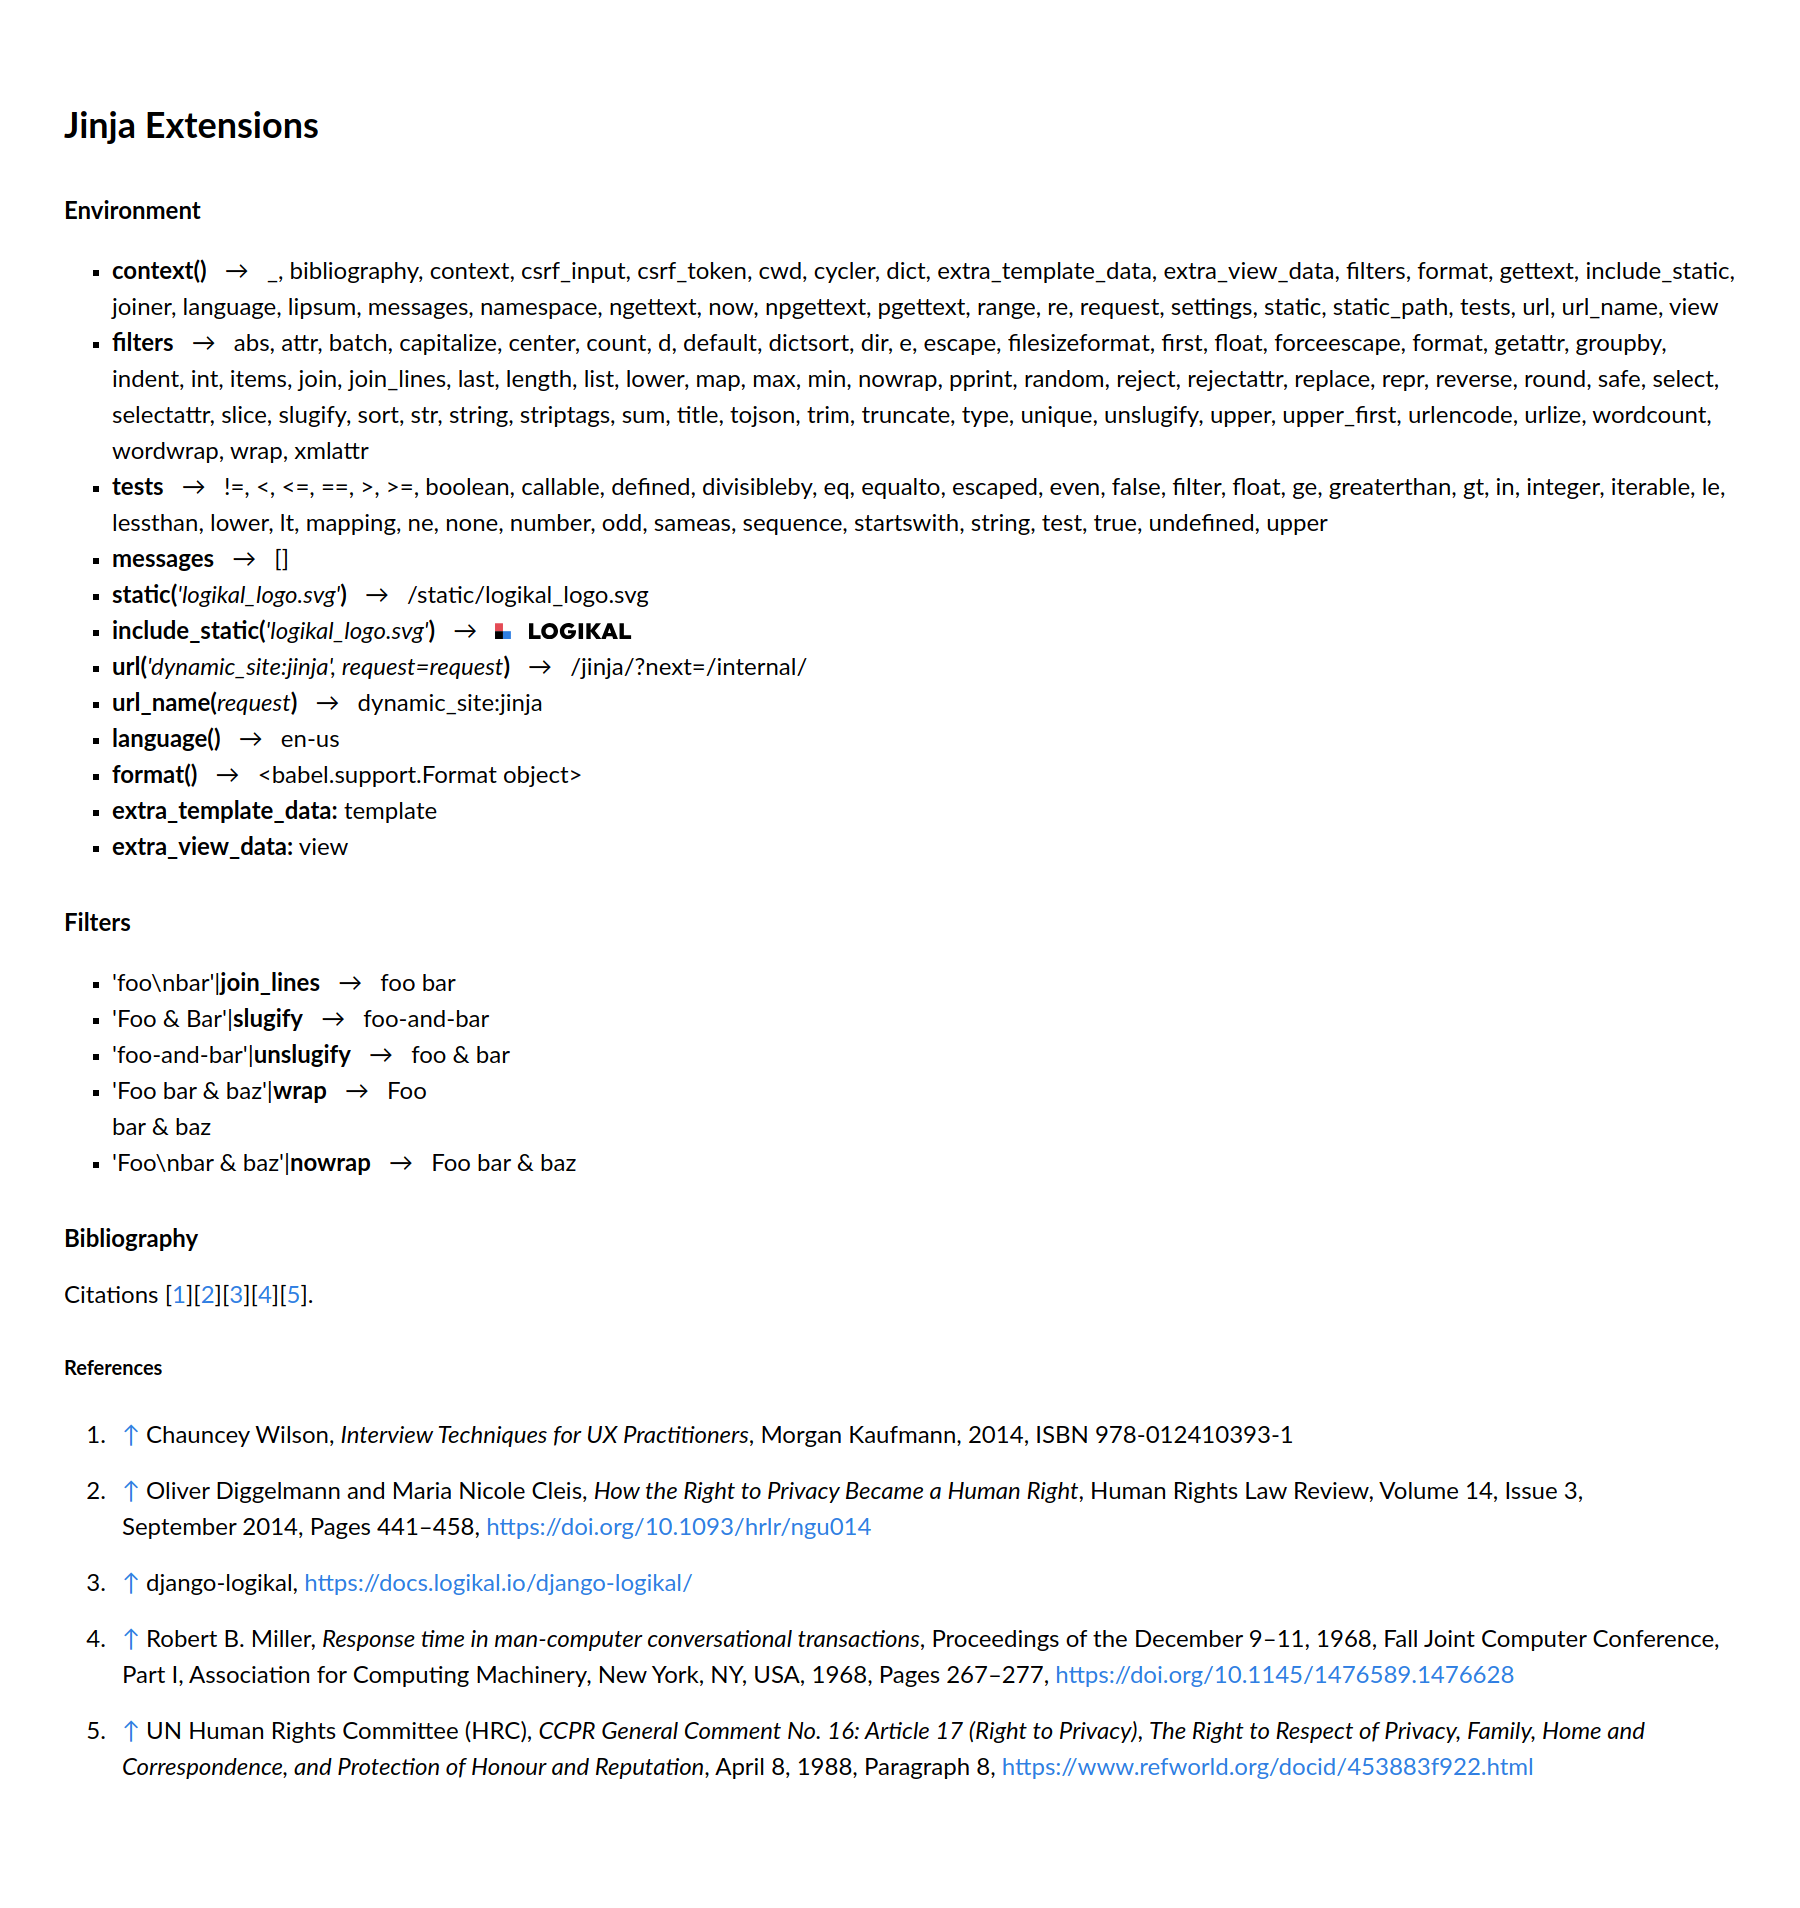 Jinja Extensions
Environment
▪ context() → _, bibliography, context, csrf_input, csrf_token, cwd, cycler, dict, extra_template_data, extra_view_data, filters, format, gettext, include_static,
joiner, language, lipsum, messages, namespace, ngettext, now, npgettext, pgettext, range, re, request, settings, static, static_path, tests, url, url_name, view
▪ filters → abs, attr, batch, capitalize, center, count, d, default, dictsort, dir, e, escape, filesizeformat, first, float, forceescape, format, getattr, groupby,
indent, int, items, join, join_lines, last, length, list, lower, map, max, min, nowrap, pprint, random, reject, rejectattr, replace, repr, reverse, round, safe, select,
selectattr, slice, slugify, sort, str, string, striptags, sum, title, tojson, trim, truncate, type, unique, unslugify, upper, upper_first, urlencode, urlize, wordcount,
wordwrap, wrap, xmlattr
▪ tests → !=, <, <=, ==, >, >=, boolean, callable, defined, divisibleby, eq, equalto, escaped, even, false, filter, float, ge, greaterthan, gt, in, integer, iterable, le,
lessthan, lower, lt, mapping, ne, none, number, odd, sameas, sequence, startswith, string, test, true, undefined, upper
▪ messages → []
▪ static('logikal_logo.svg') → /static/logikal_logo.svg
▪ include_static('logikal_logo.svg') → LOGIKAL
▪ url('dynamic_site:jinja', request=request) → /jinja/?next=/internal/
▪ url_name(request) → dynamic_site:jinja
▪ language() → en-us
▪ format() → <babel.support.Format object>
▪ extra_template_data: template
▪ extra_view_data: view
Filters
▪ 'foo\nbar'|join_lines → foo bar
▪ 'Foo & Bar'|slugify → foo-and-bar
▪ 'foo-and-bar'|unslugify → foo & bar
▪ 'Foo bar & baz'|wrap → Foo
bar & baz
▪ 'Foo\nbar & baz'|nowrap → Foo bar & baz
Bibliography
Citations [1][2][3][4][5].
References
1. ↑ Chauncey Wilson, Interview Techniques for UX Practitioners, Morgan Kaufmann, 2014, ISBN 978-012410393-1
2. ↑ Oliver Diggelmann and Maria Nicole Cleis, How the Right to Privacy Became a Human Right, Human Rights Law Review, Volume 14, Issue 3,
September 2014, Pages 441–458, https://doi.org/10.1093/hrlr/ngu014
3. ↑ django-logikal, https://docs.logikal.io/django-logikal/
4. ↑ Robert B. Miller, Response time in man-computer conversational transactions, Proceedings of the December 9–11, 1968, Fall Joint Computer Conference,
Part I, Association for Computing Machinery, New York, NY, USA, 1968, Pages 267–277, https://doi.org/10.1145/1476589.1476628
5. ↑ UN Human Rights Committee (HRC), CCPR General Comment No. 16: Article 17 (Right to Privacy), The Right to Respect of Privacy, Family, Home and
Correspondence, and Protection of Honour and Reputation, April 8, 1988, Paragraph 8, https://www.refworld.org/docid/453883f922.html